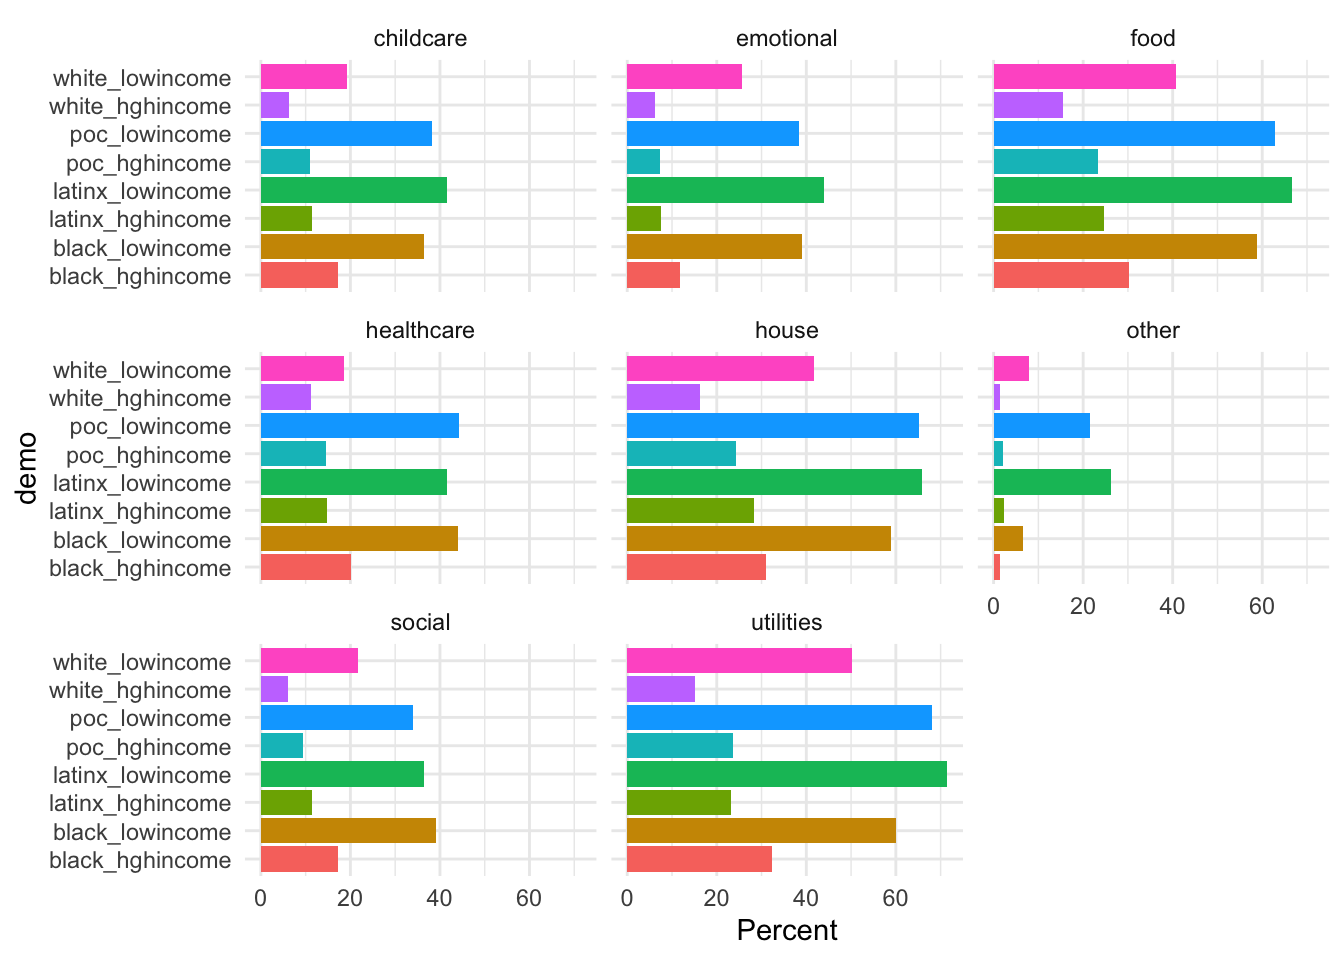 childcare
emotional
food
white_lowincome
white_hghincome
poc_lowincome
poc_hghincome
latinx_lowincome
latinx_hghincome
black_lowincome
black_hghincome
healthcare
house
other
white_lowincome
white_hghincome
poc_lowincome
poc_hghincome
latinx_lowincome
latinx_hghincome
black_lowincome
black_hghincome
demo
0 20 40 60
social
utilities
white_lowincome
white_hghincome
poc_lowincome
poc_hghincome
latinx_lowincome
latinx_hghincome
black_lowincome
black_hghincome
0 20 40 60
0 20 40 60
Percent